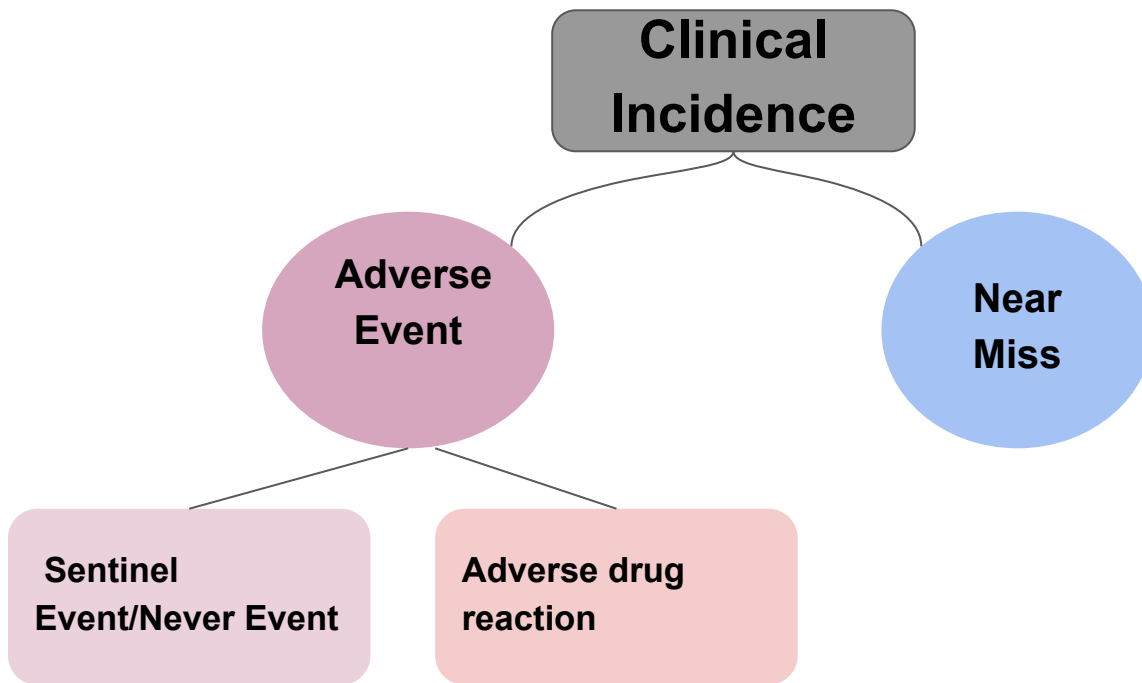 Clinical
Incidence
Adverse
Event
Near
Miss
Sentinel
Event/Never Event
Adverse drug
reaction